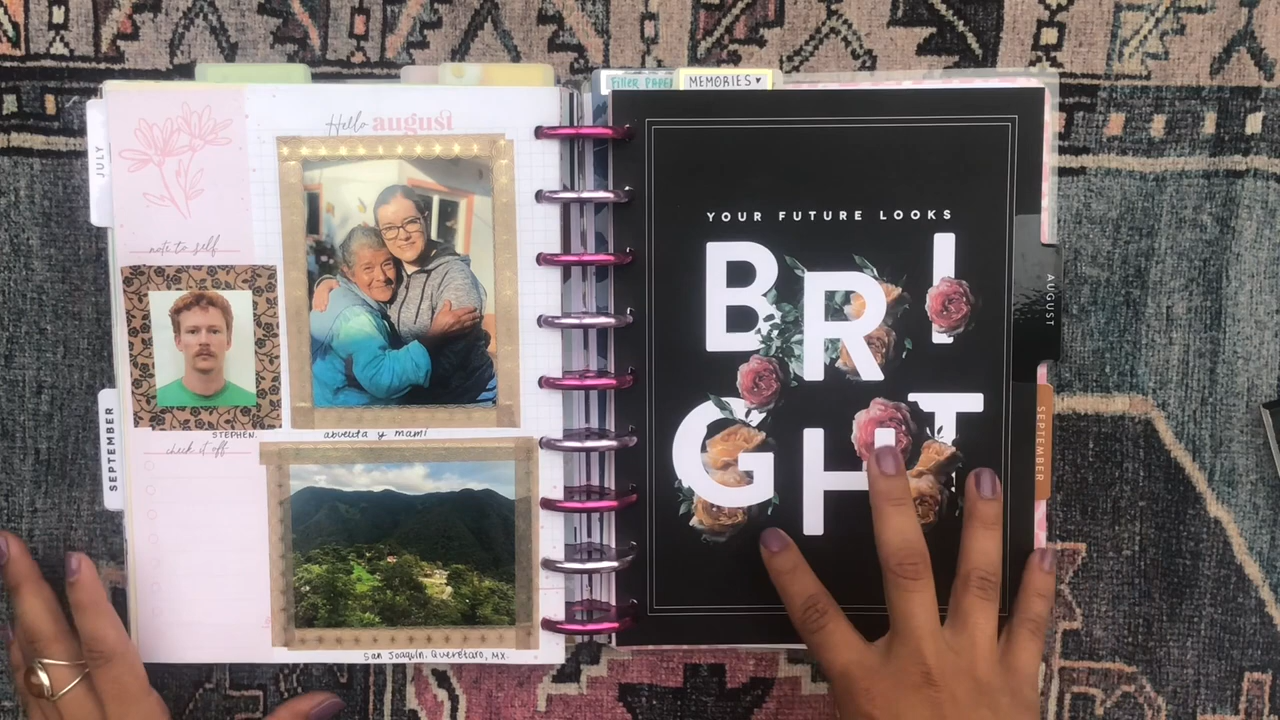 Filler PAPER
MEMORIES
JULY
SEPTEMBER
Hello august
note to self
STEPHEN.
check it off
abuelita y mami
San Joaquín, Querétaro, MX.
YOUR FUTURE LOOKS
BRI
GHT
AUGUST
SEPTEMBER